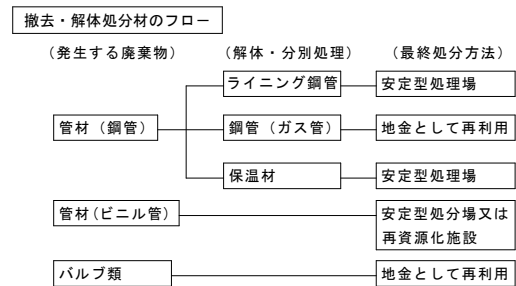 撤去・解体処分材のフロー
（発生する廃棄物）　（解体・分別処理）　（最終処分方法）
ライニング鋼管　安定型処理場
管材（鋼管）　鋼管（ガス管）　地金として再利用
保温材　安定型処理場
管材(ビニル管)　安定型処分場又は
再資源化施設
バルブ類　地金として再利用